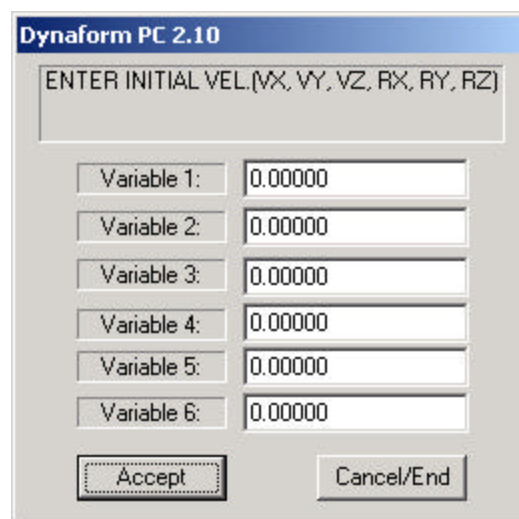 Dynaform PC 2.10
ENTER INITIAL VEL.(VX, VY, VZ, RX, RY, RZ)
Variable 1: 0.00000
Variable 2: 0.00000
Variable 3: 0.00000
Variable 4: 0.00000
Variable 5: 0.00000
Variable 6: 0.00000
Accept Cancel/End